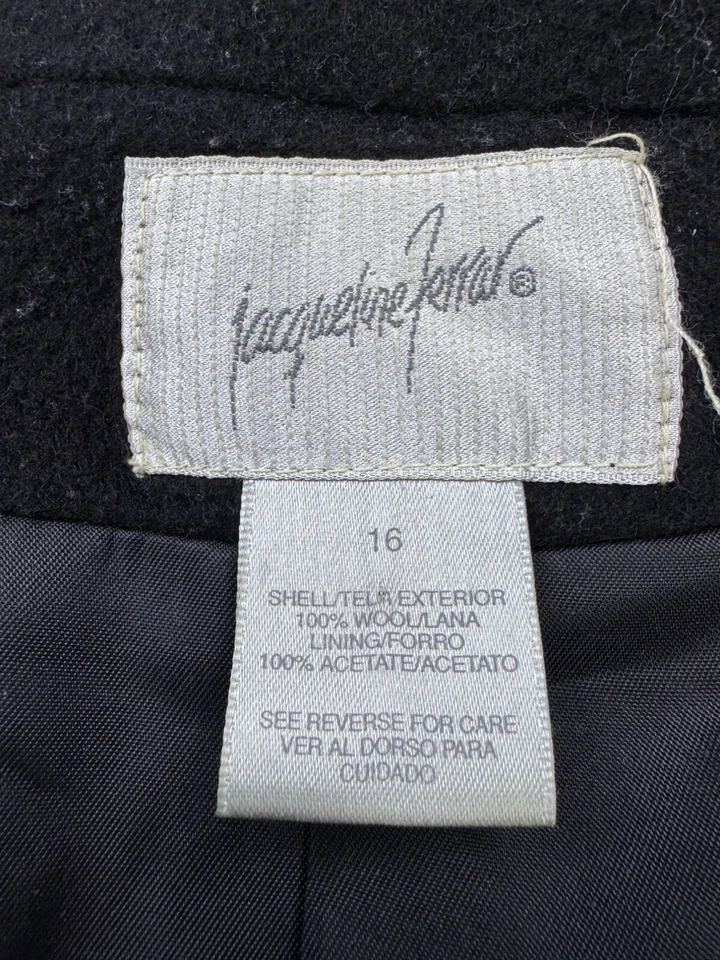 jacqueline ferrar®
16
SHELL/TELA EXTERIOR
100% WOOL/LANA
LINING/FORRO
100% ACETATE/ACETATO
SEE REVERSE FOR CARE
VER AL DORSO PARA
CUIDADO